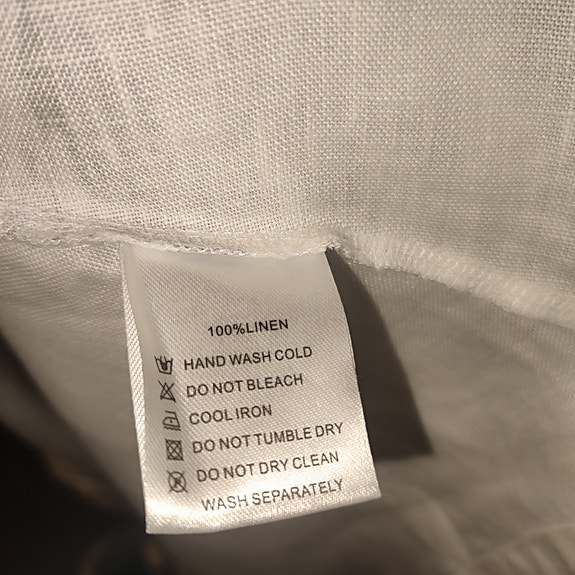 100%LINEN
HAND WASH COLD
DO NOT BLEACH
COOL IRON
DO NOT TUMBLE DRY
DO NOT DRY CLEAN
WASH SEPARATELY